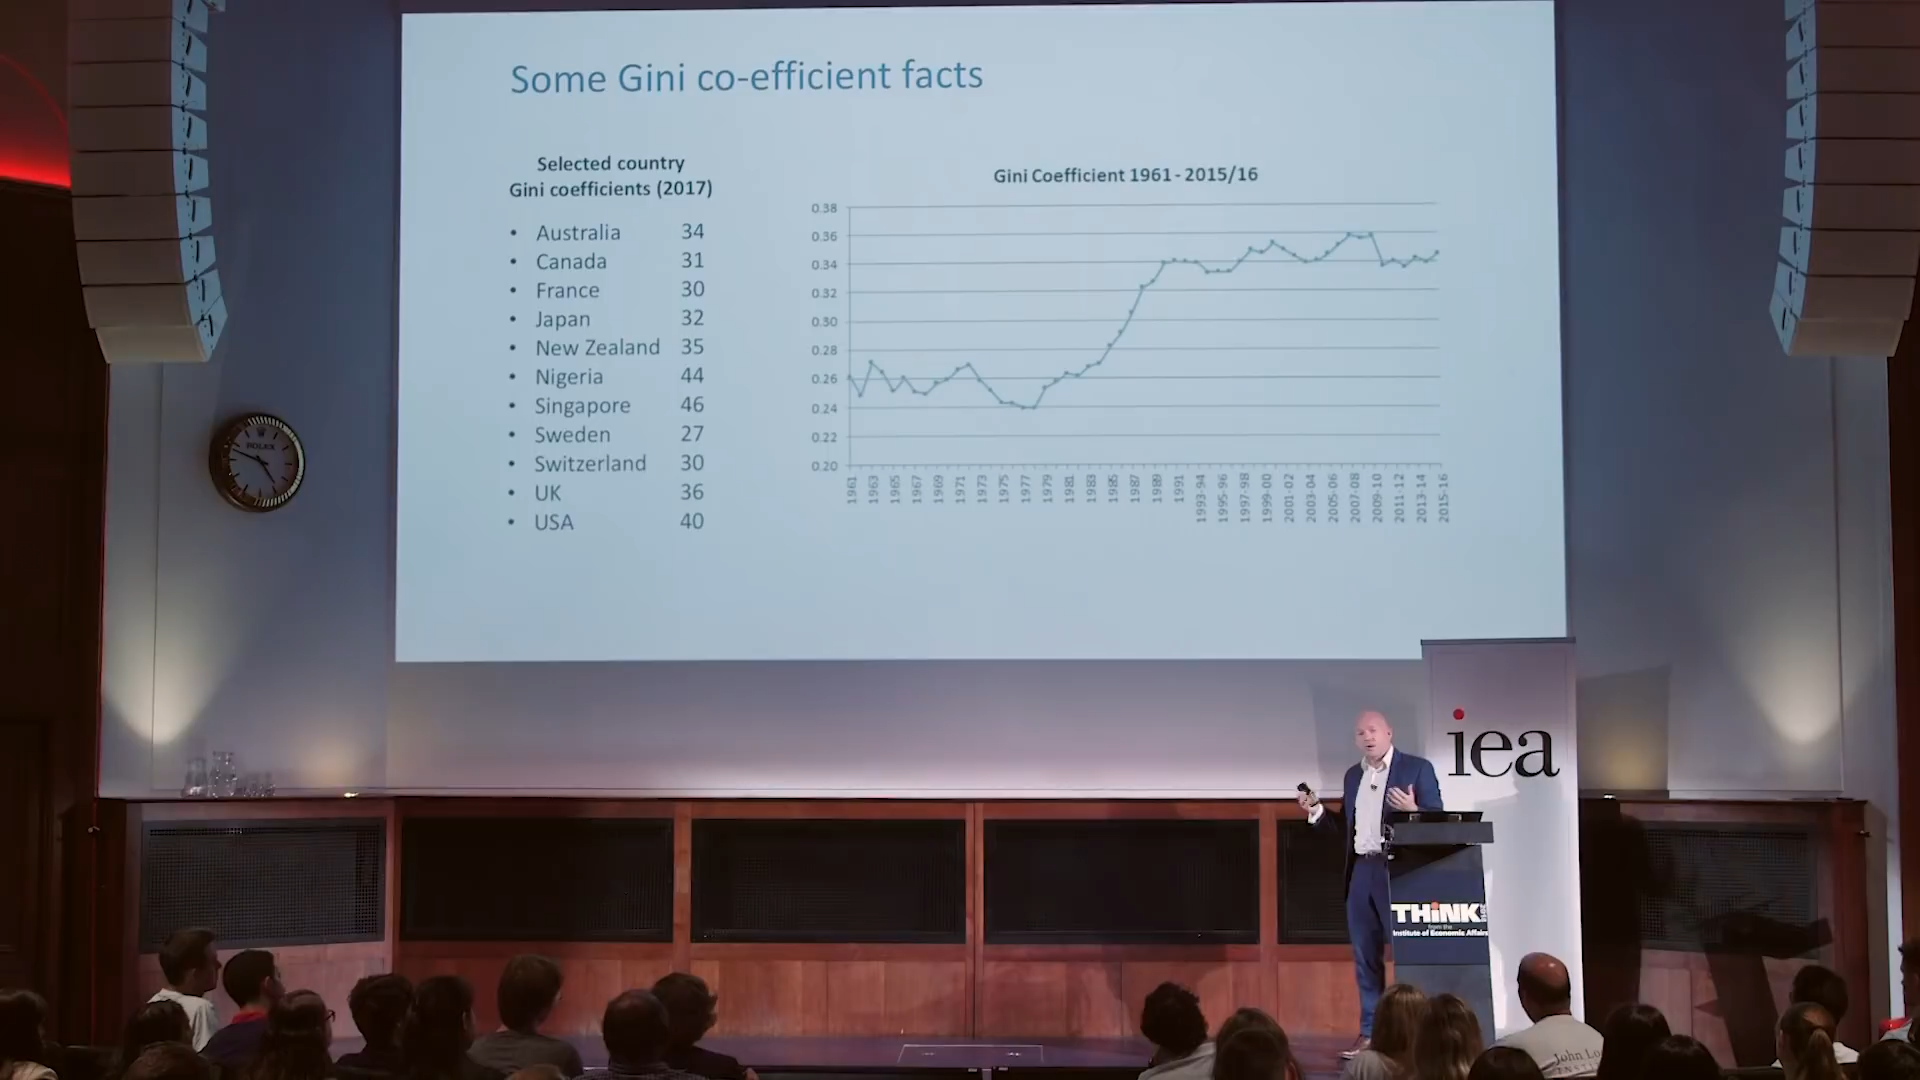 Some Gini co-efficient facts
Selected country
Gini coefficients (2017)
• Australia 34
• Canada 31
• France 30
• Japan 32
• New Zealand 35
• Nigeria 44
• Singapore 46
• Sweden 27
• Switzerland 30
• UK 36
• USA 40
Gini Coefficient 1961 - 2015/16
0.38
0.36
0.34
0.32
0.30
0.28
0.26
0.24
0.22
0.20
1961
1963
1965
1967
1969
1971
1973
1975
1977
1979
1981
1983
1985
1987
1989
1991
1993-94
1995-96
1997-98
1999-00
2001-02
2003-04
2005-06
2007-08
2009-10
2011-12
2013-14
2015-16
ROLEX
iea
THiNK
from the
Institute of Economic Affairs
John Lo